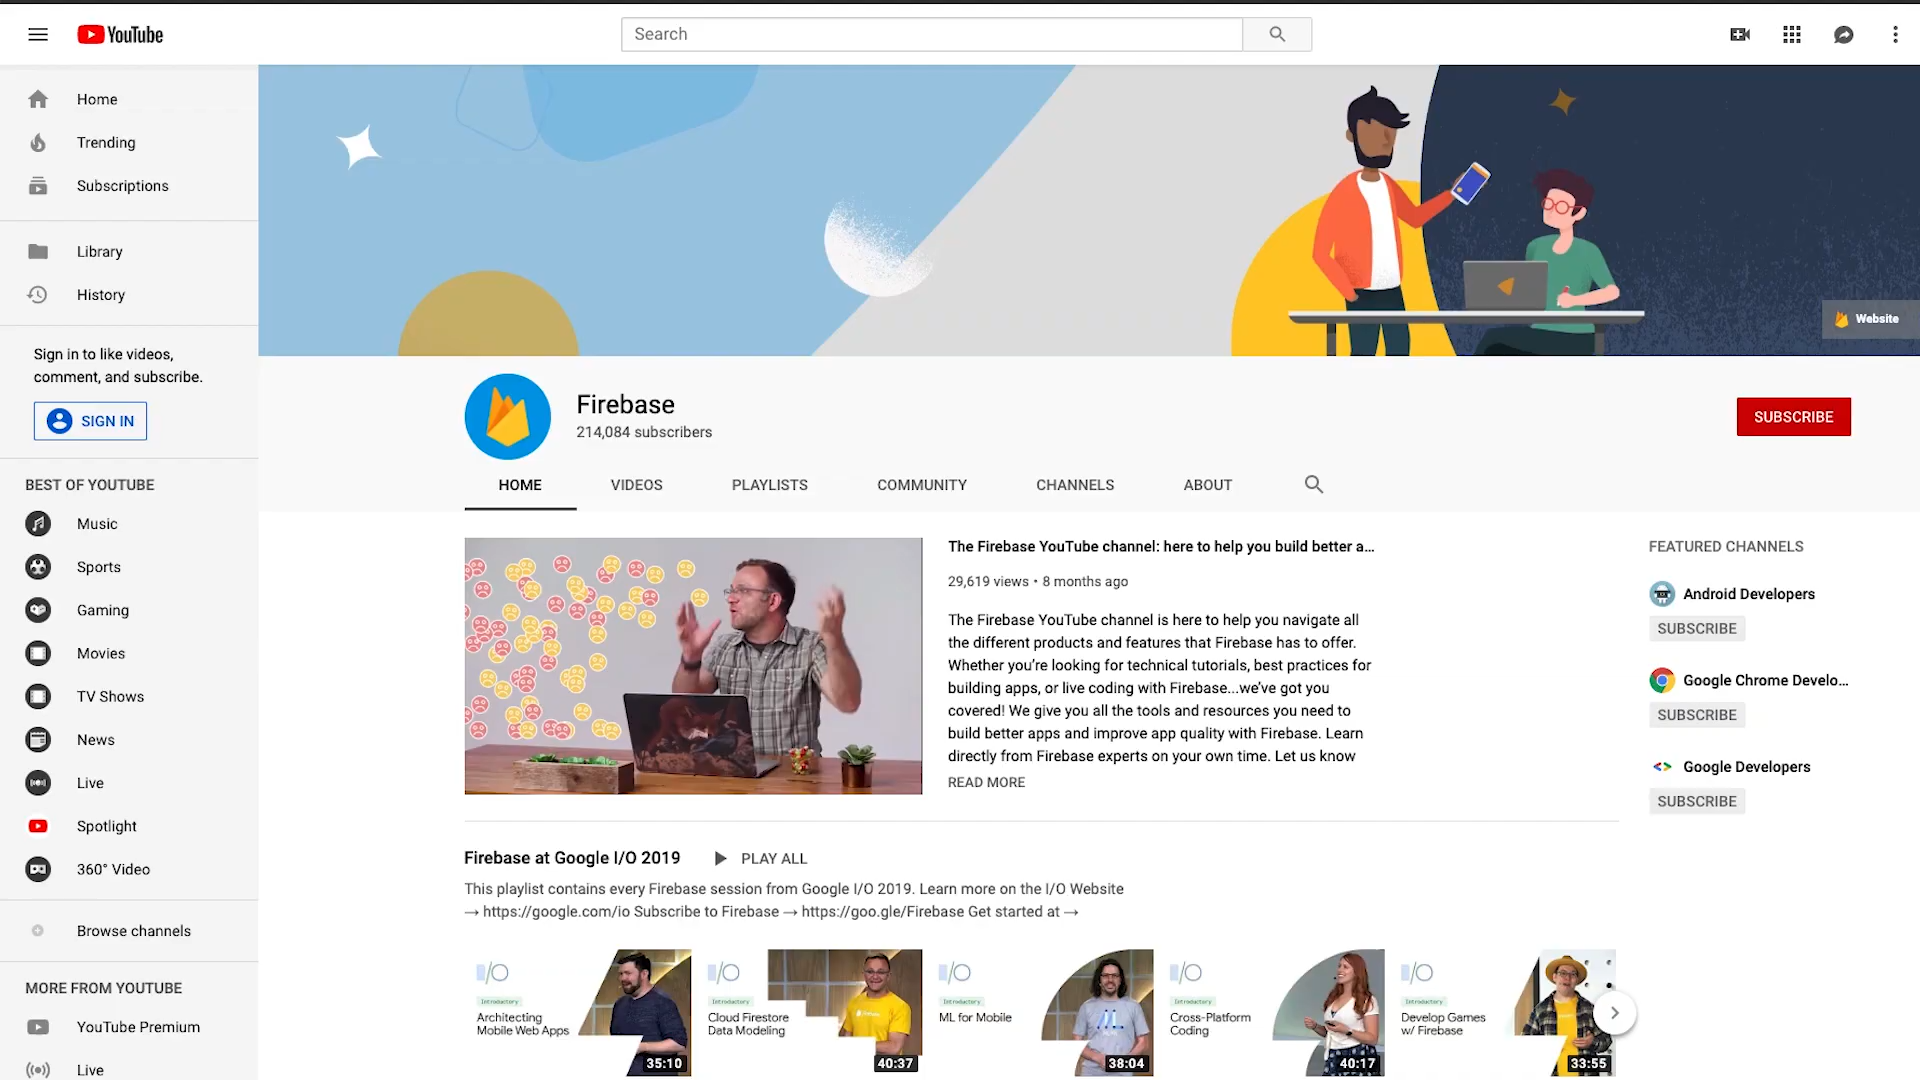 YouTube
Search
Home
Trending
Subscriptions
Library
History
Sign in to like videos,
comment, and subscribe.
SIGN IN
BEST OF YOUTUBE
Music
Sports
Gaming
Movies
TV Shows
News
Live
Spotlight
360° Video
Browse channels
MORE FROM YOUTUBE
YouTube Premium
Live
Website
Firebase
214,084 subscribers
SUBSCRIBE
HOME
VIDEOS
PLAYLISTS
COMMUNITY
CHANNELS
ABOUT
The Firebase YouTube channel: here to help you build better a...
29,619 views • 8 months ago
The Firebase YouTube channel is here to help you navigate all
the different products and features that Firebase has to offer.
Whether you’re looking for technical tutorials, best practices for
building apps, or live coding with Firebase...we’ve got you
covered! We give you all the tools and resources you need to
build better apps and improve app quality with Firebase. Learn
directly from Firebase experts on your own time. Let us know
READ MORE
FEATURED CHANNELS
Android Developers
SUBSCRIBE
Google Chrome Develo...
SUBSCRIBE
Google Developers
SUBSCRIBE
Firebase at Google I/O 2019
PLAY ALL
This playlist contains every Firebase session from Google I/O 2019. Learn more on the I/O Website
→ https://google.com/io Subscribe to Firebase → https://goo.gle/Firebase Get started at →
I/O
Introductory
Architecting
Mobile Web Apps
35:10
I/O
Introductory
Cloud Firestore
Data Modeling
40:37
I/O
Introductory
ML for Mobile
38:04
I/O
Introductory
Cross-Platform
Coding
40:17
I/O
Introductory
Develop Games
w/ Firebase
33:55